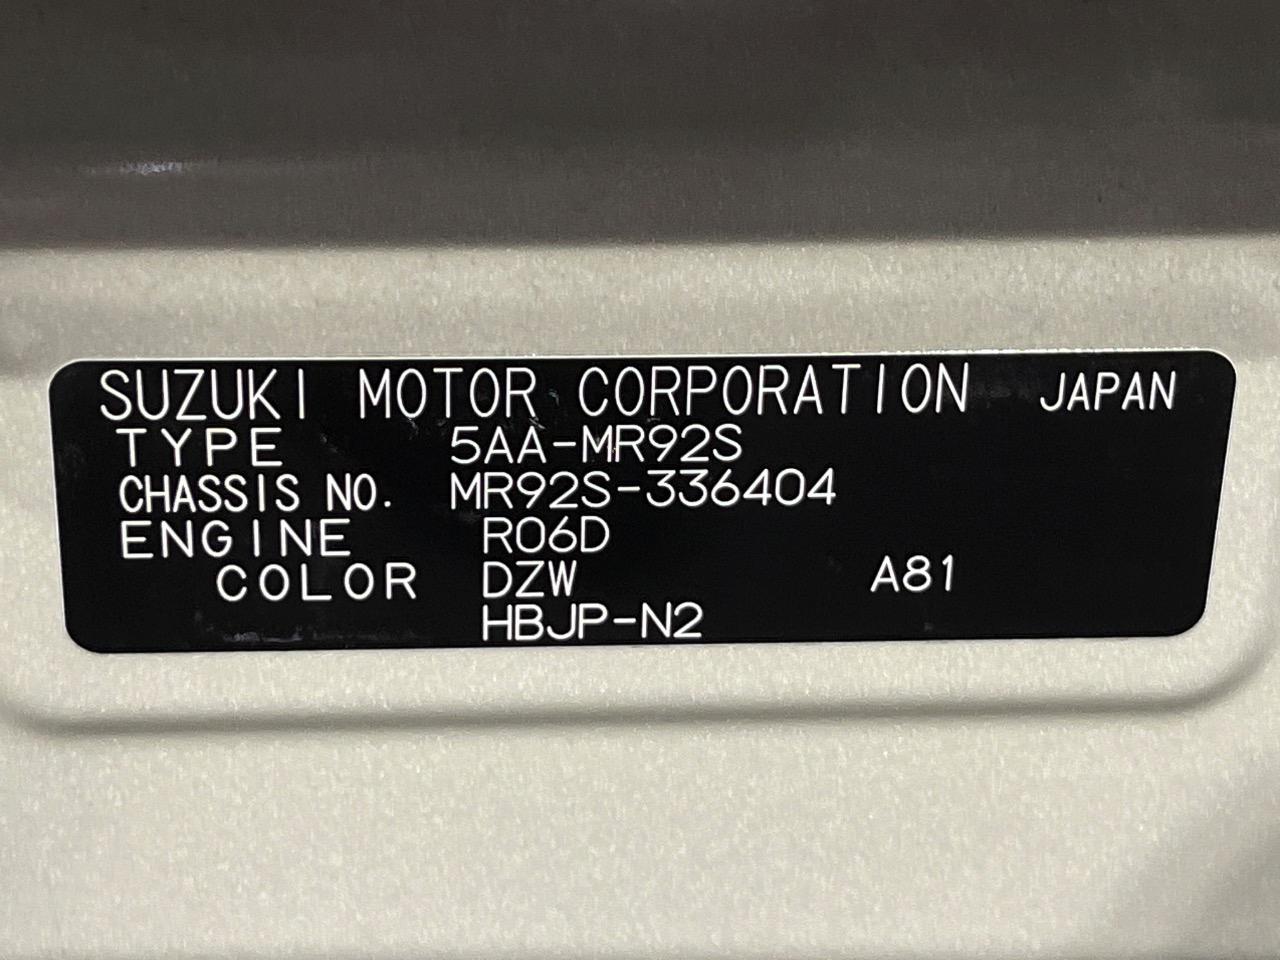 SUZUKI MOTOR CORPORATION JAPAN
TYPE 5AA-MR92S
CHASSIS NO. MR92S-336404
ENGINE R06D
COLOR DZW A81
HBJP-N2